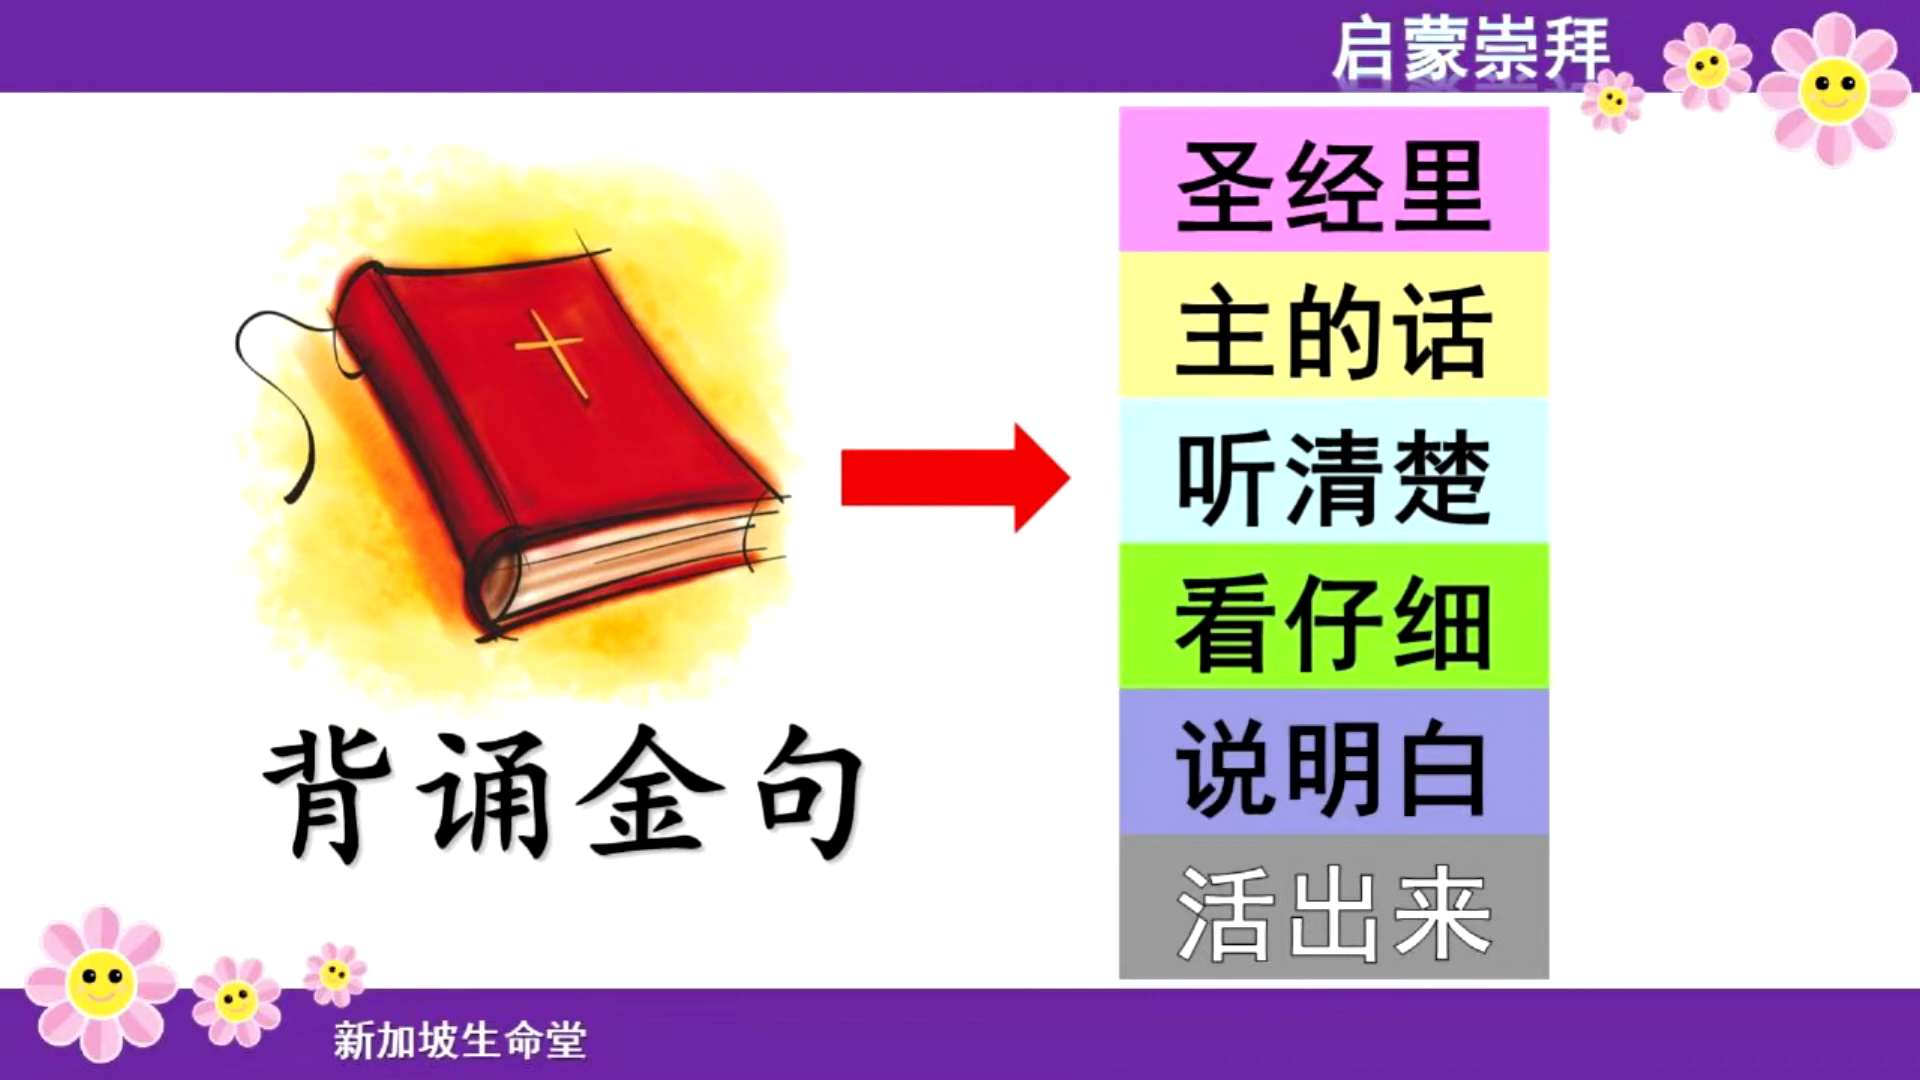 启蒙崇拜
圣经里
主的话
听清楚
看仔细
说明白
活出来
背诵金句
新加坡生命堂